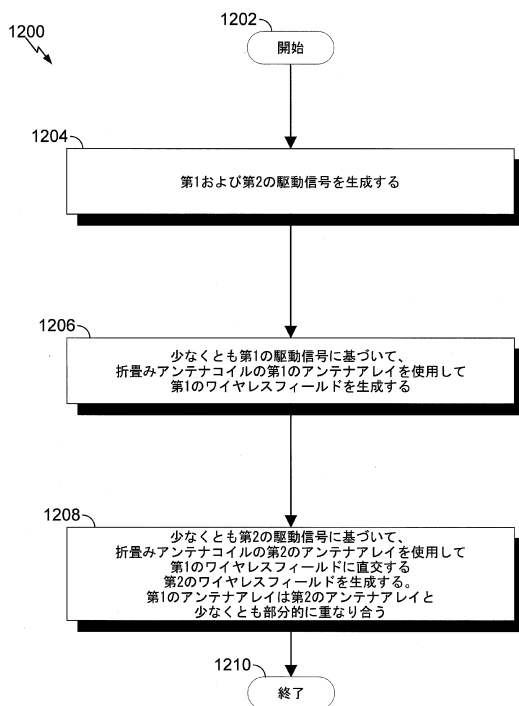 1200
1202
開始
1204
第1および第2の駆動信号を生成する
1206
少なくとも第1の駆動信号に基づいて、
折畳みアンテナコイルの第1のアンテナアレイを使用して
第1のワイヤレスフィールドを生成する
1208
少なくとも第2の駆動信号に基づいて、
折畳みアンテナコイルの第2のアンテナアレイを使用して
第1のワイヤレスフィールドに直交する
第2のワイヤレスフィールドを生成する。
第1のアンテナアレイは第2のアンテナアレイと
少なくとも部分的に重なり合う
1210
終了